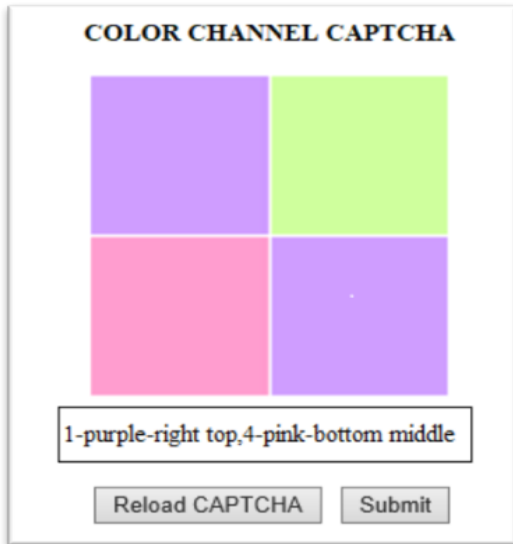 COLOR CHANNEL CAPTCHA
1-purple-right top,4-pink-bottom middle
Reload CAPTCHA
Submit